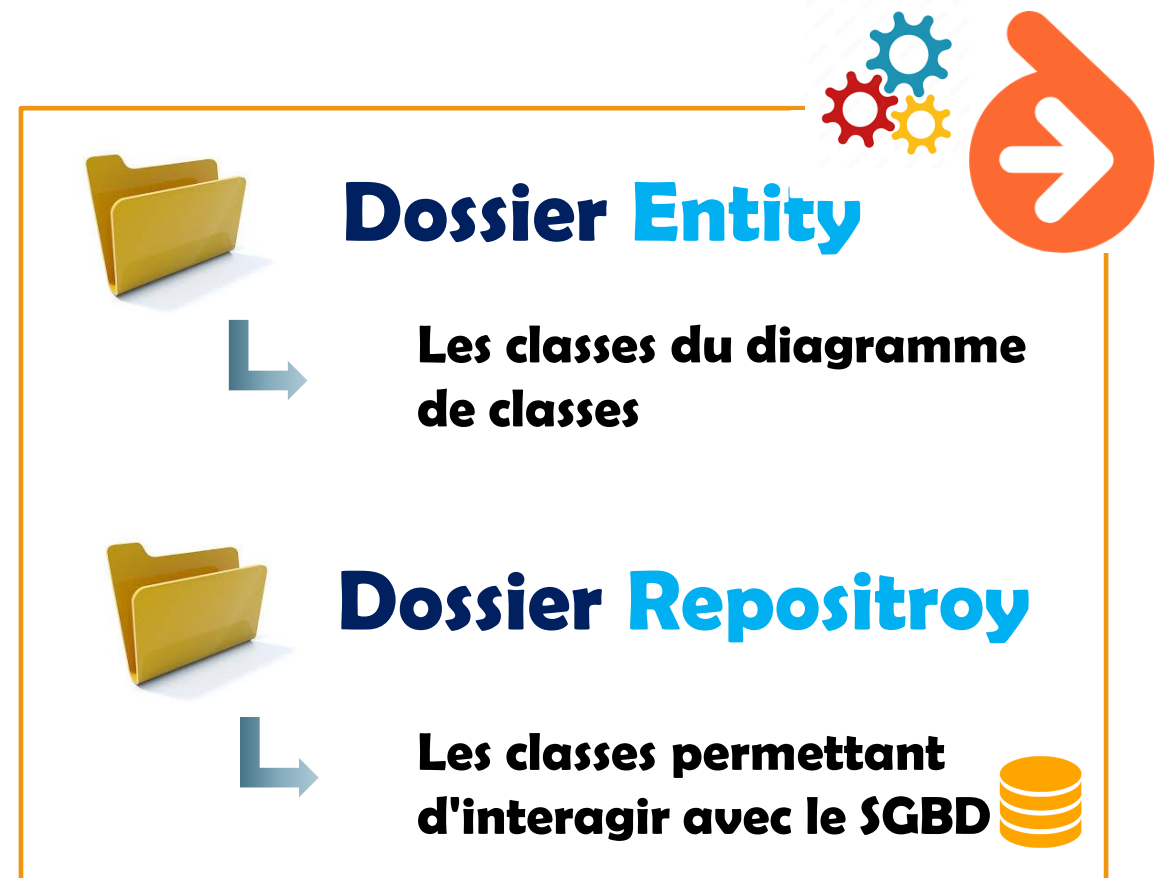 Dossier Entity
Les classes du diagramme
de classes
Dossier Repositroy
Les classes permettant
d'interagir avec le SGBD